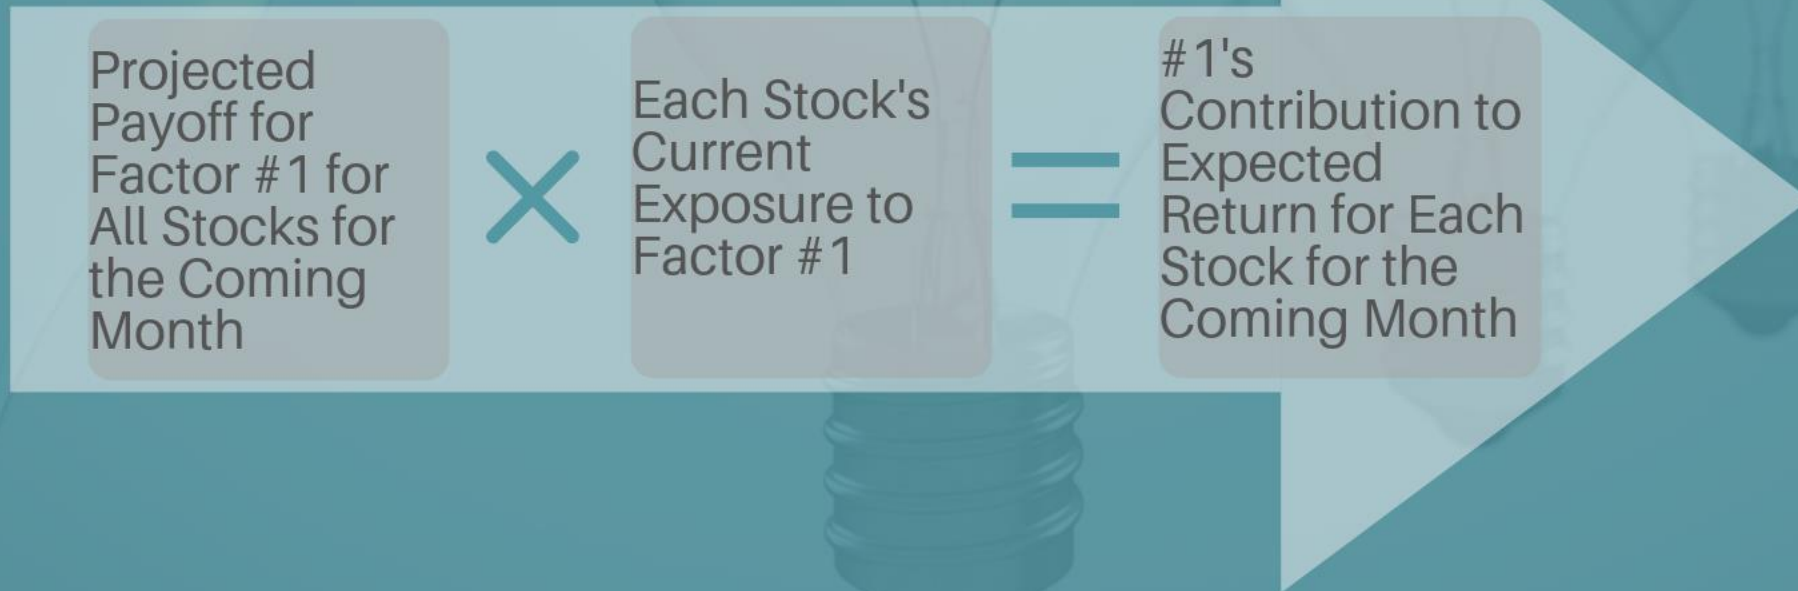 Projected
Payoff for
Factor #1 for
All Stocks for
the Coming
Month
×
Each Stock's
Current
Exposure to
Factor #1
=
#1's
Contribution to
Expected
Return for Each
Stock for the
Coming Month